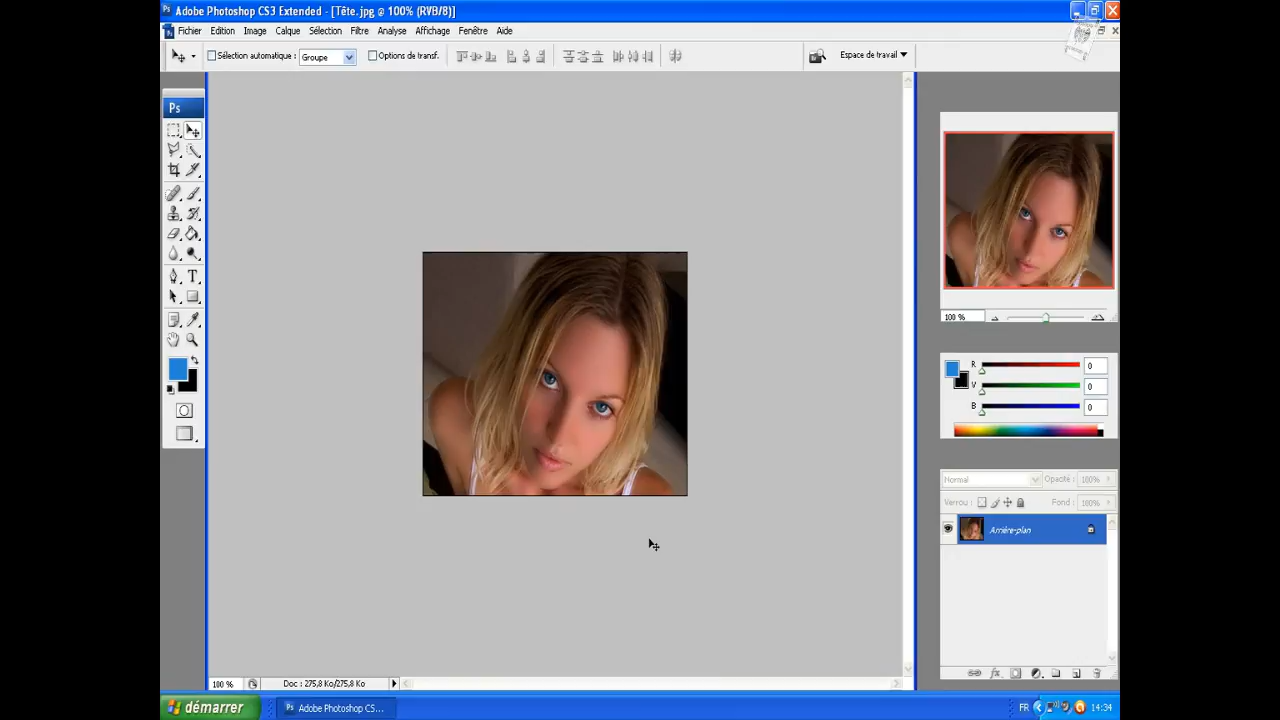 Adobe Photoshop CS3 Extended - [Tête.jpg @ 100% (RVB/8)]
Fichier Edition Image Calque Sélection Filtre Analyse Affichage Fenêtre Aide
Sélection automatique : Groupe Options de transf. Espace de travail
Ps
T
100 %
R 0
V 0
B 0
Normal Opacité : 100%
Verrou : Fond : 100%
Arrière-plan
fx
100 % Doc : 275,8 Ko/275,8 Ko
démarrer Ps Adobe Photoshop CS... FR 14:34